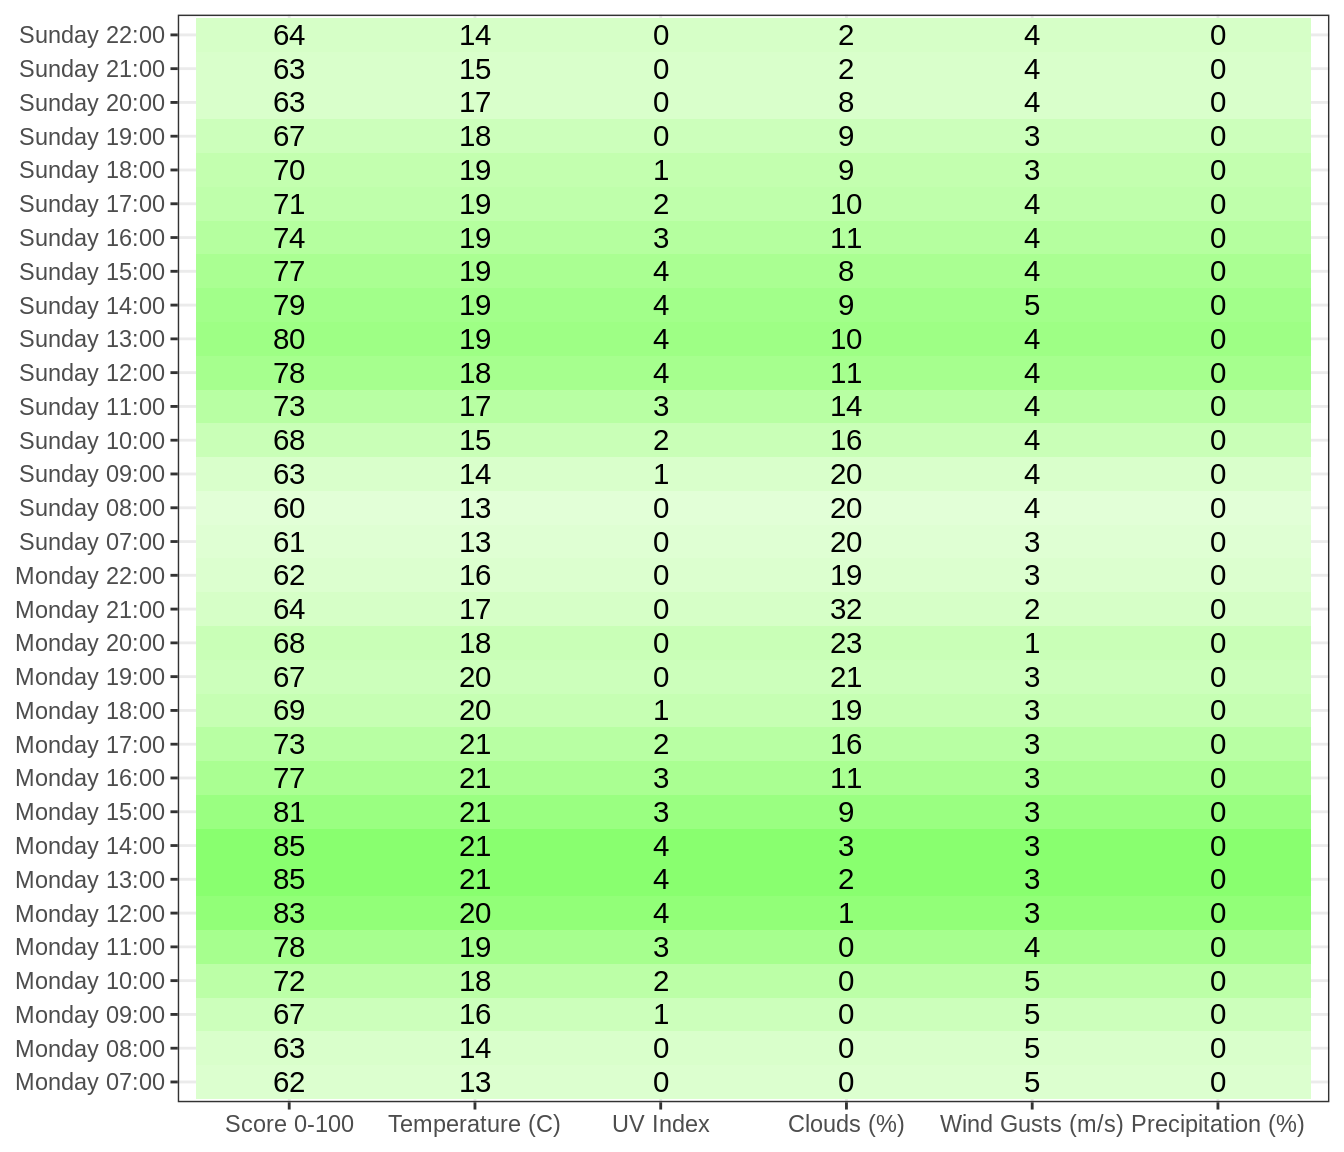 Sunday 22:00 64 14 0 2 4 0
Sunday 21:00 63 15 0 2 4 0
Sunday 20:00 63 17 0 8 4 0
Sunday 19:00 67 18 0 9 3 0
Sunday 18:00 70 19 1 9 3 0
Sunday 17:00 71 19 2 10 4 0
Sunday 16:00 74 19 3 11 4 0
Sunday 15:00 77 19 4 8 4 0
Sunday 14:00 79 19 4 9 5 0
Sunday 13:00 80 19 4 10 4 0
Sunday 12:00 78 18 4 11 4 0
Sunday 11:00 73 17 3 14 4 0
Sunday 10:00 68 15 2 16 4 0
Sunday 09:00 63 14 1 20 4 0
Sunday 08:00 60 13 0 20 4 0
Sunday 07:00 61 13 0 20 3 0
Monday 22:00 62 16 0 19 3 0
Monday 21:00 64 17 0 32 2 0
Monday 20:00 68 18 0 23 1 0
Monday 19:00 67 20 0 21 3 0
Monday 18:00 69 20 1 19 3 0
Monday 17:00 73 21 2 16 3 0
Monday 16:00 77 21 3 11 3 0
Monday 15:00 81 21 3 9 3 0
Monday 14:00 85 21 4 3 3 0
Monday 13:00 85 21 4 2 3 0
Monday 12:00 83 20 4 1 3 0
Monday 11:00 78 19 3 0 4 0
Monday 10:00 72 18 2 0 5 0
Monday 09:00 67 16 1 0 5 0
Monday 08:00 63 14 0 0 5 0
Monday 07:00 62 13 0 0 5 0
Score 0-100 Temperature (C) UV Index Clouds (%) Wind Gusts (m/s) Precipitation (%)